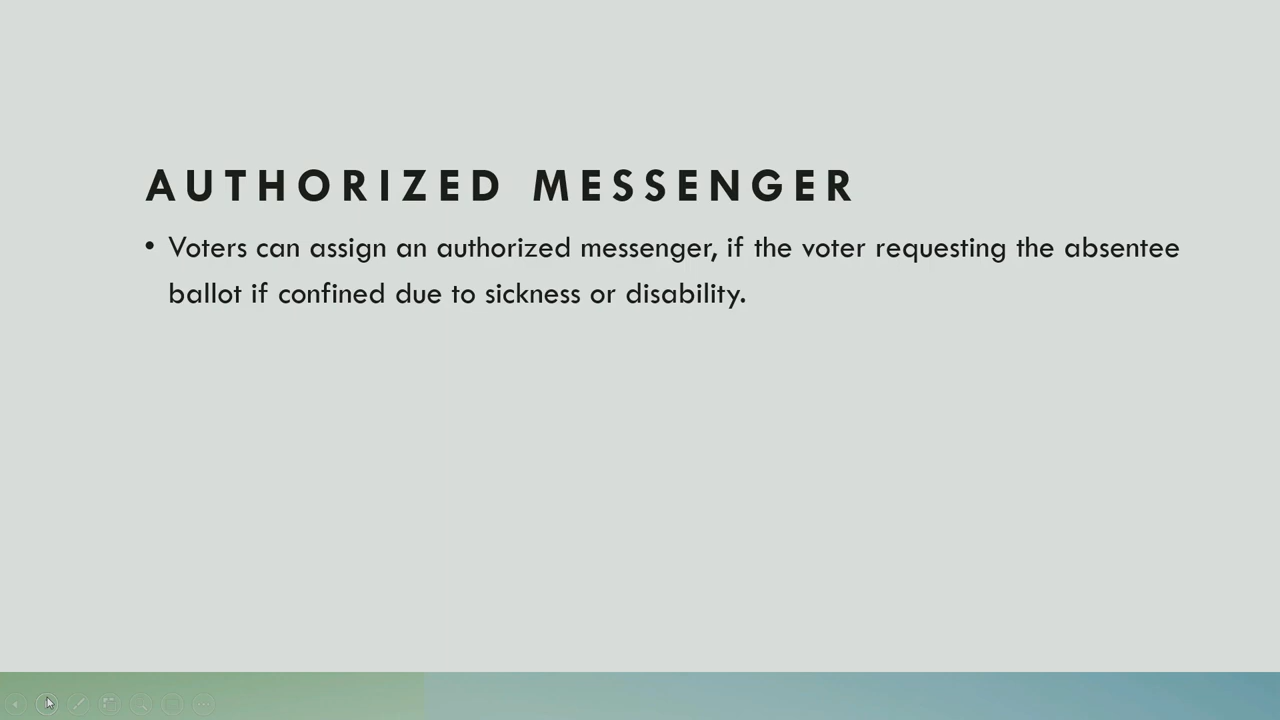 AUTHORIZED MESSENGER
• Voters can assign an authorized messenger, if the voter requesting the absentee
ballot if confined due to sickness or disability.